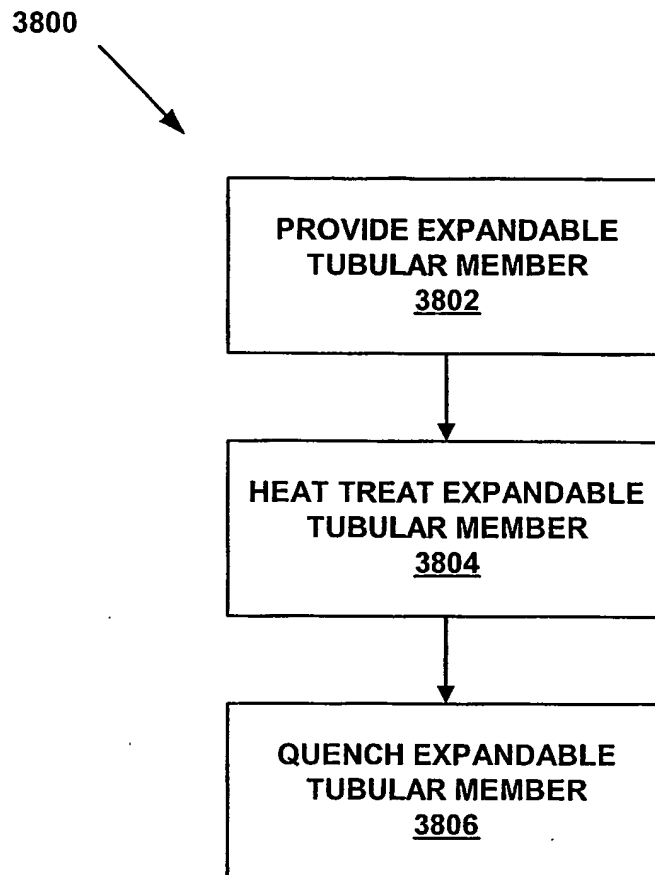 3800
PROVIDE EXPANDABLE
TUBULAR MEMBER
3802
HEAT TREAT EXPANDABLE
TUBULAR MEMBER
3804
QUENCH EXPANDABLE
TUBULAR MEMBER
3806